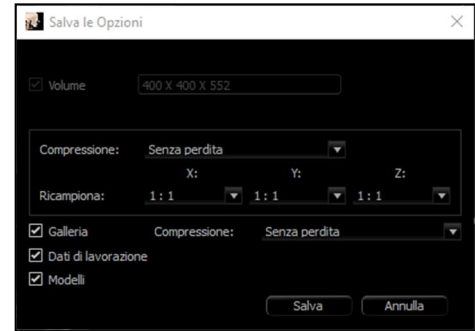 Salva le Opzioni
Volume 400 X 400 X 552
Compressione: Senza perdita
X: Y: Z:
Ricampiona: 1 : 1 1 : 1 1 : 1
Galleria Compressione: Senza perdita
Dati di lavorazione
Modelli
Salva Annulla